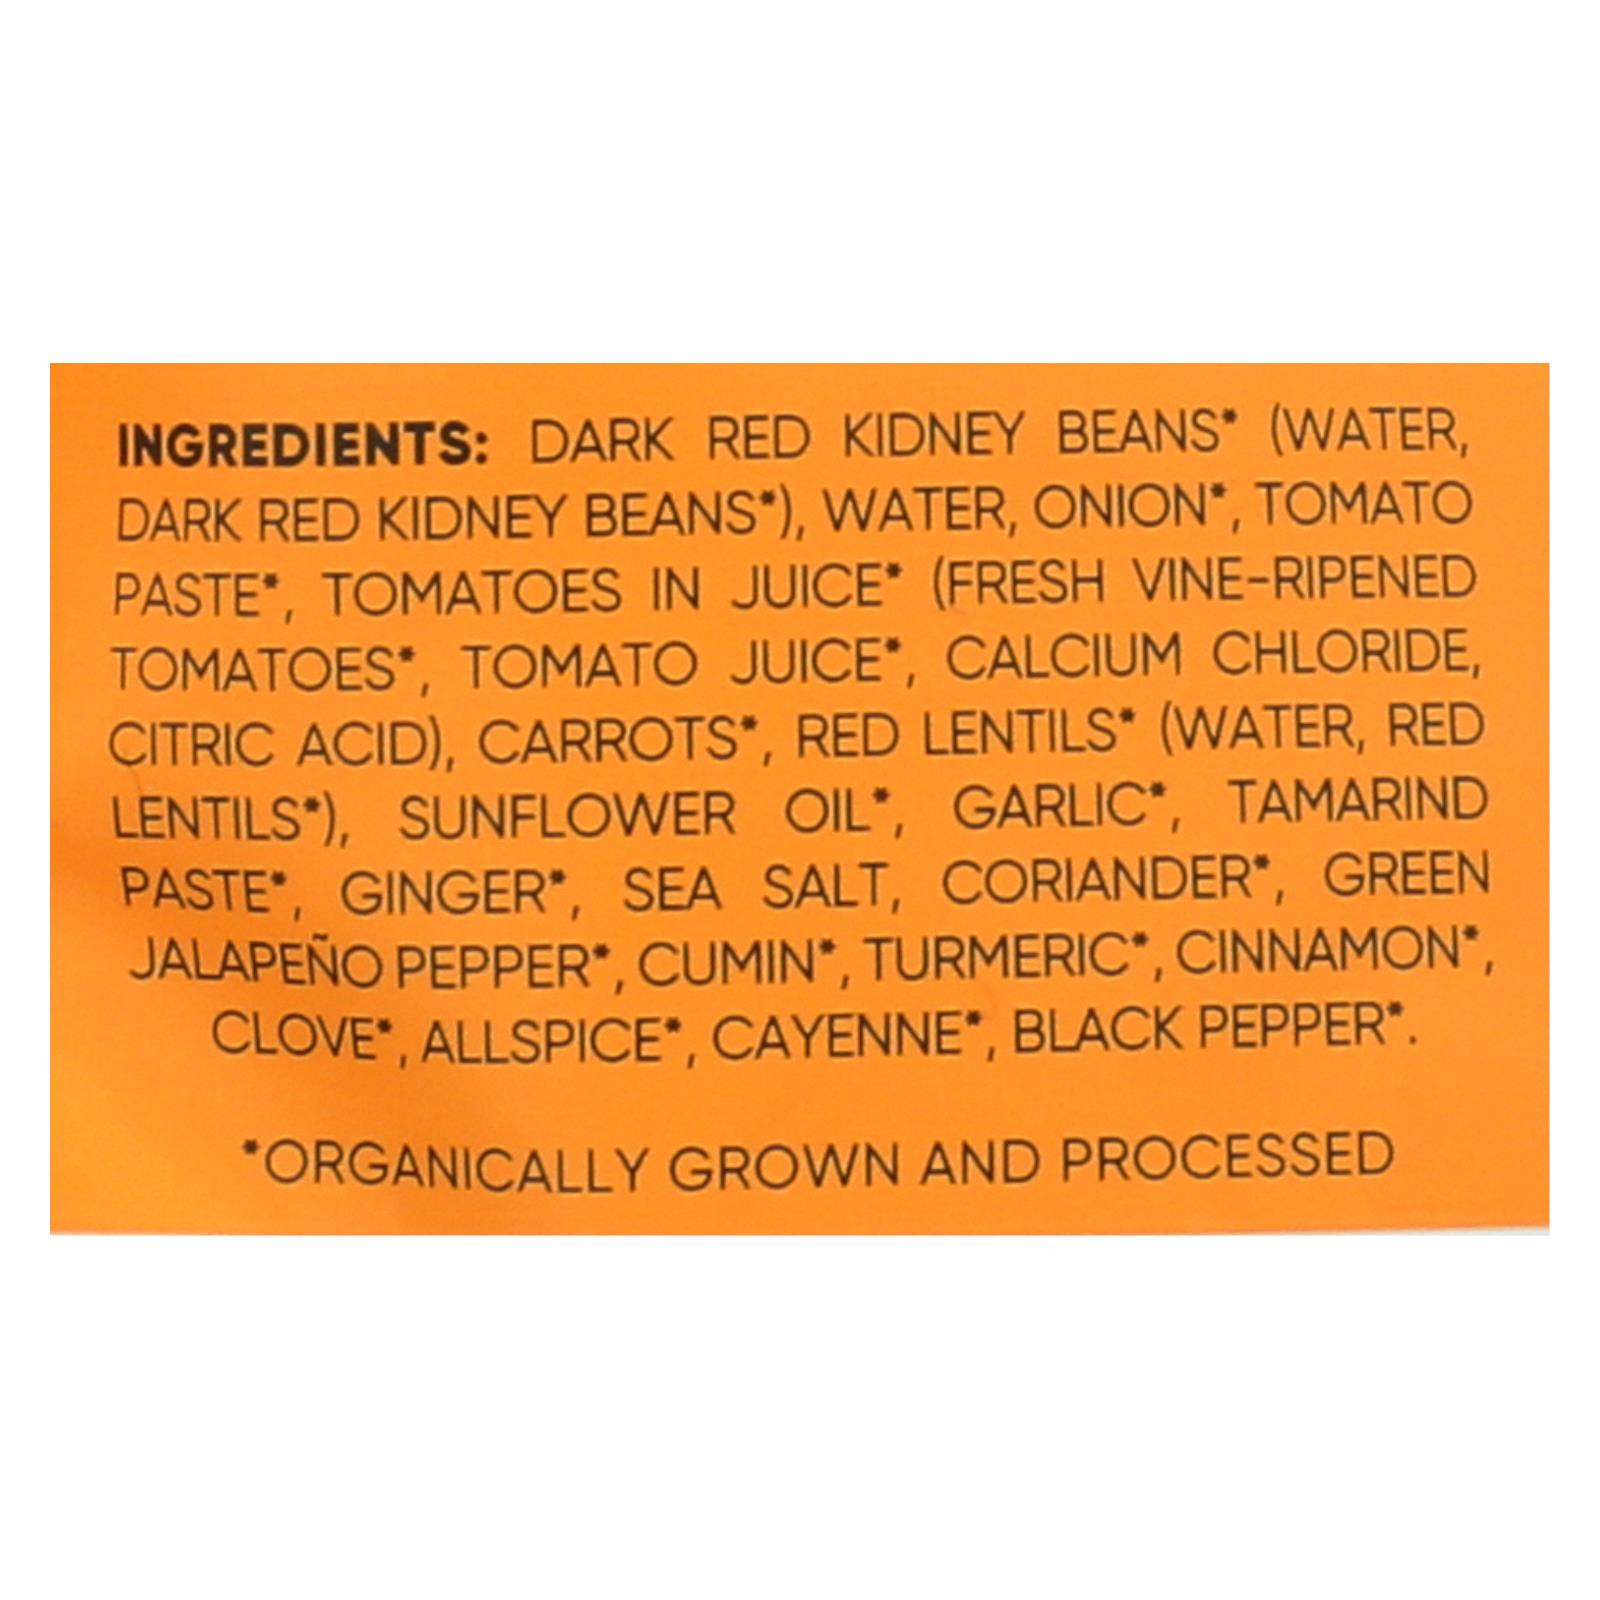 INGREDIENTS: DARK RED KIDNEY BEANS* (WATER,
DARK RED KIDNEY BEANS*), WATER, ONION*, TOMATO
PASTE*, TOMATOES IN JUICE* (FRESH VINE-RIPENED
TOMATOES*, TOMATO JUICE*, CALCIUM CHLORIDE,
CITRIC ACID), CARROTS*, RED LENTILS* (WATER, RED
LENTILS*), SUNFLOWER OIL*, GARLIC*, TAMARIND
PASTE*, GINGER*, SEA SALT, CORIANDER*, GREEN
JALAPEÑO PEPPER*, CUMIN*, TURMERIC*, CINNAMON*,
CLOVE*, ALLSPICE*, CAYENNE*, BLACK PEPPER*.
*ORGANICALLY GROWN AND PROCESSED